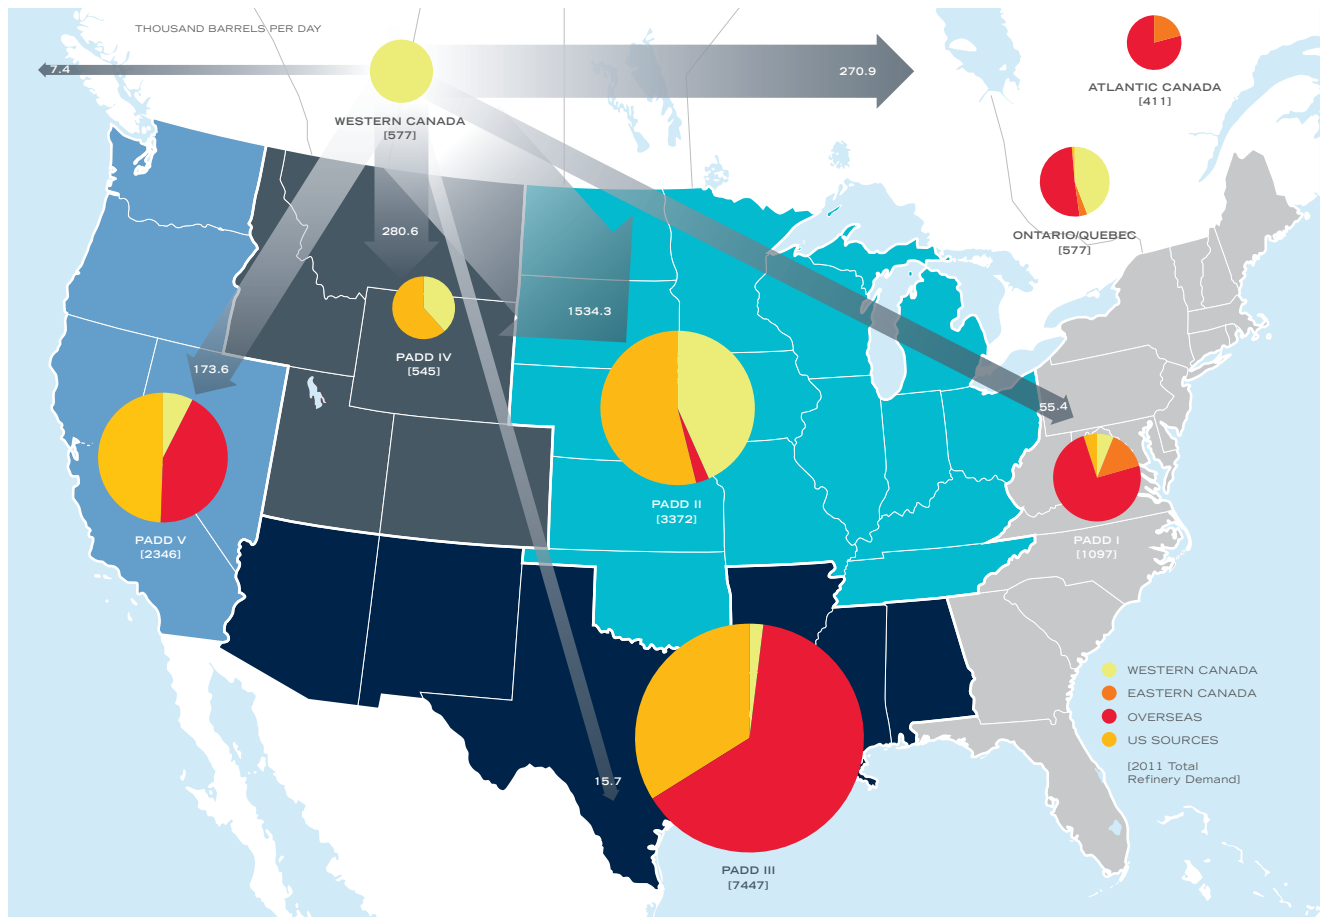 THOUSAND BARRELS PER DAY
7.4
270.9
WESTERN CANADA
[577]
ATLANTIC CANADA
[411]
ONTARIO/QUEBEC
[577]
280.6
1534.3
173.6
55.4
15.7
PADD IV
[545]
PADD II
[3372]
PADD V
[2346]
PADD I
[1097]
PADD III
[7447]
WESTERN CANADA
EASTERN CANADA
OVERSEAS
US SOURCES
[2011 Total
Refinery Demand]